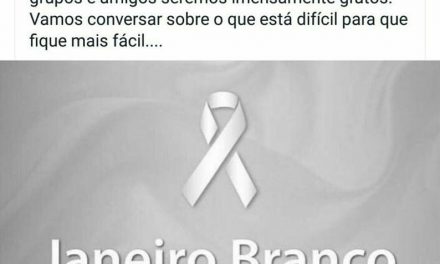 grupos e amigos seremos imensamente gratos.
Vamos conversar sobre o que está difícil para que
fique mais fácil....
Janeiro Branco